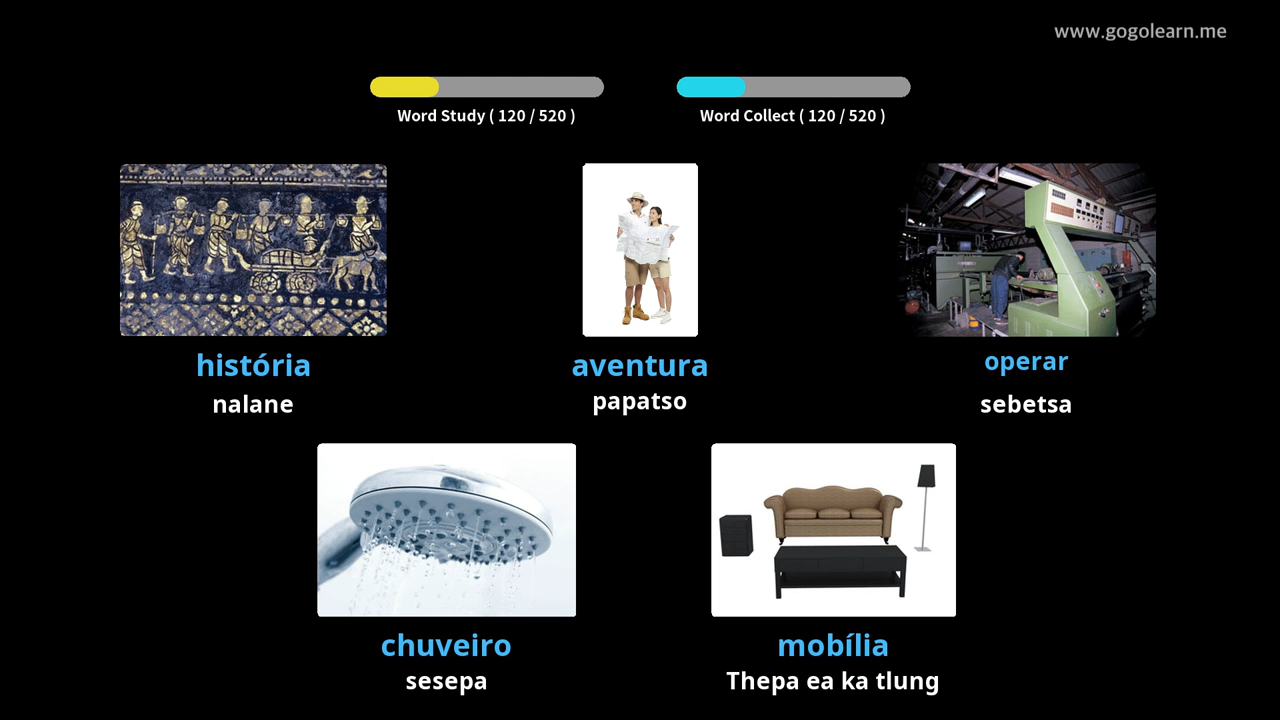 www.gogolearn.me
Word Study ( 120 / 520 )
Word Collect ( 120 / 520 )
história
nalane
aventura
papatso
operar
sebetsa
chuveiro
sesepa
mobília
Thepa ea ka tlung